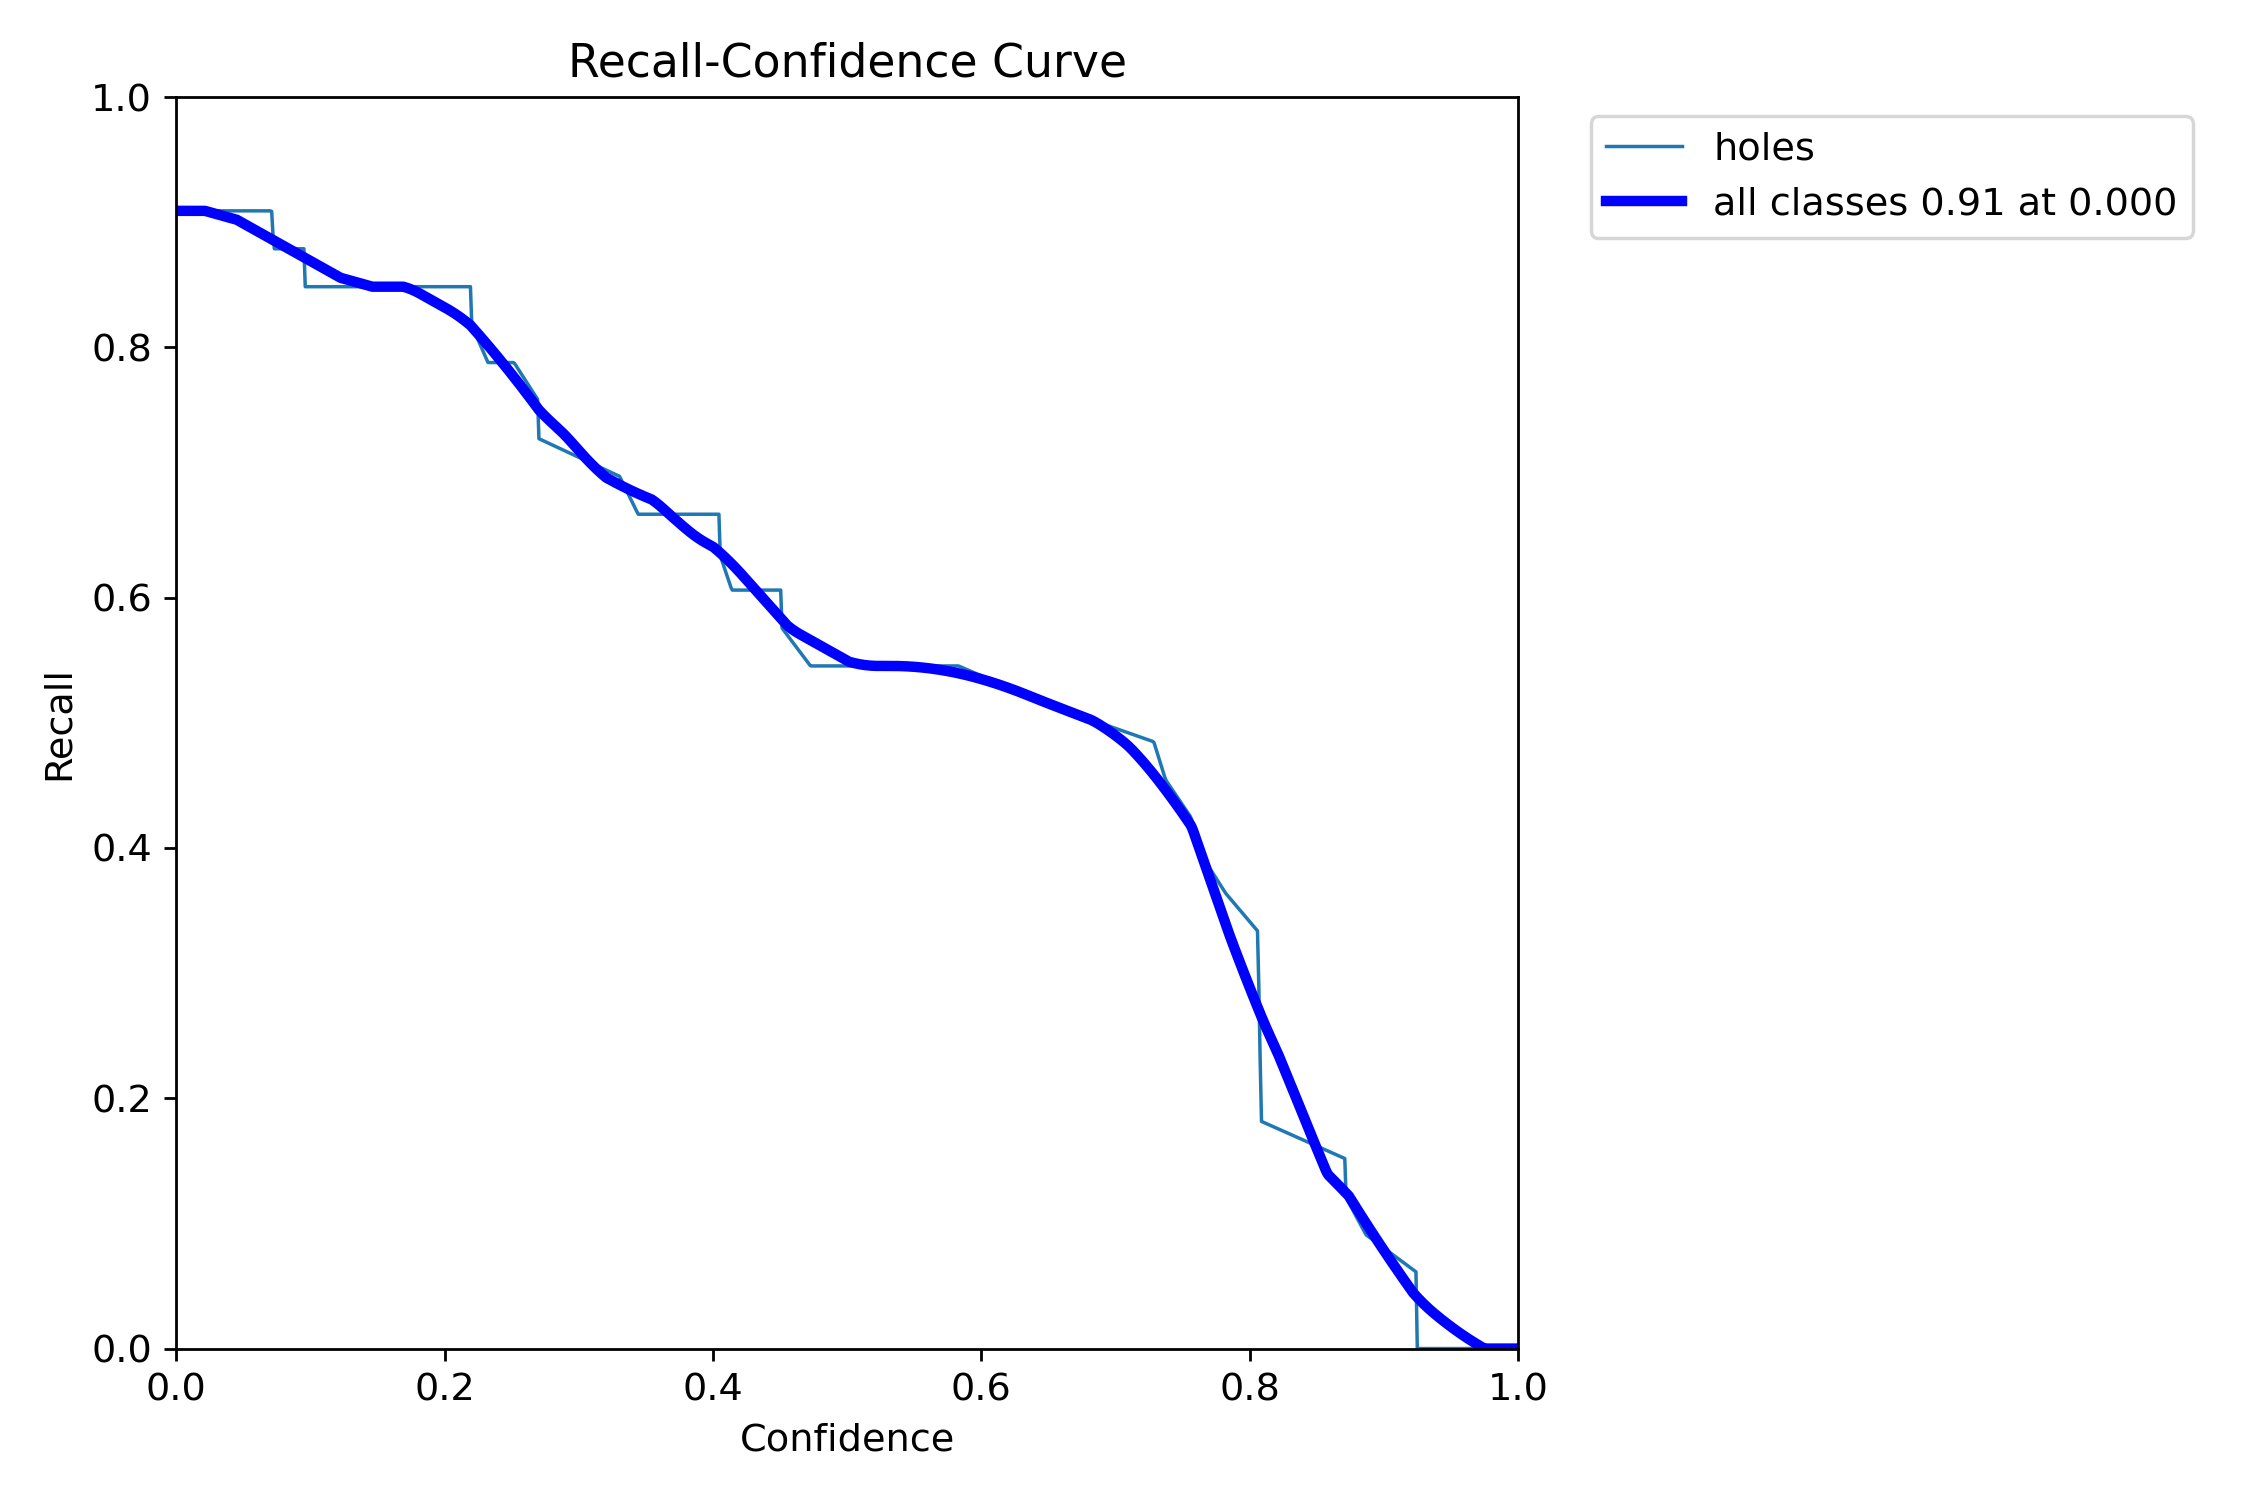 Recall-Confidence Curve
1.0
0.8
0.6
0.4
0.2
0.0
Recall
0.0 0.2 0.4 0.6 0.8 1.0
Confidence
holes
all classes 0.91 at 0.000